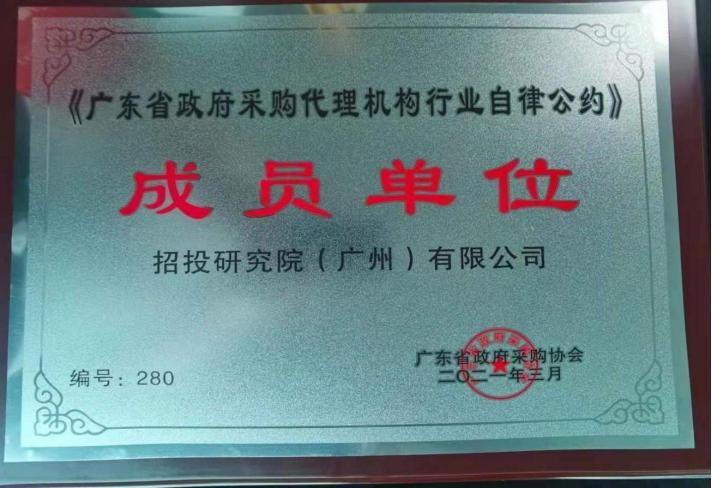 《广东省政府采购代理机构行业自律公约》
成员单位
招投研究院（广州）有限公司
广东省政府采购协会
编号：280
二〇二一年三月